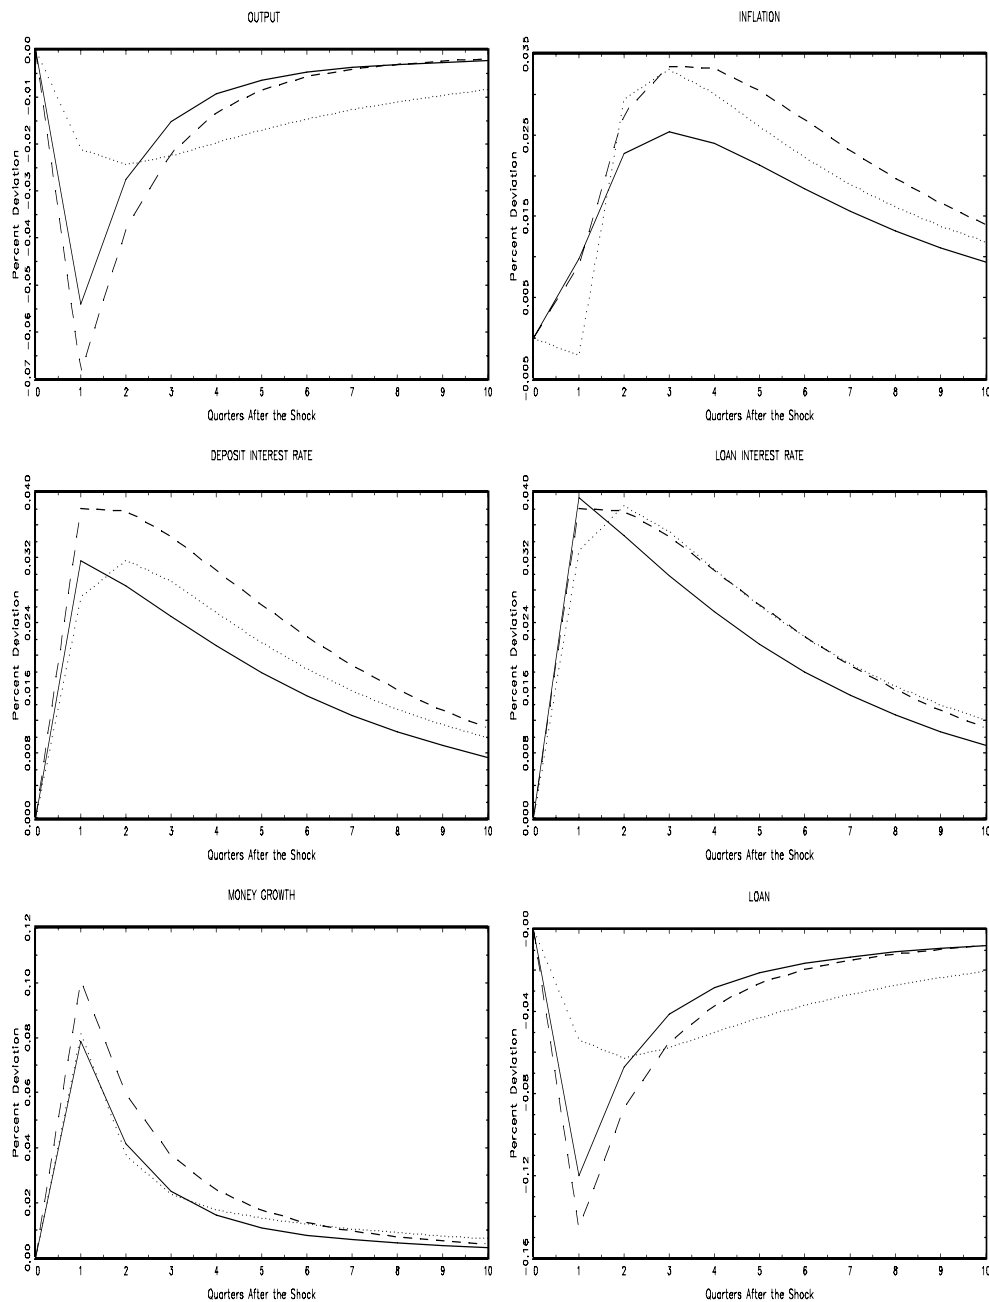 OUTPUT
Percent Deviation
-0.00
-0.01
-0.02
-0.03
-0.04
-0.05
-0.06
-0.07
0 1 2 3 4 5 6 7 8 9 10
Quarters After the Shock
INFLATION
Percent Deviation
0.035
0.025
0.015
0.005
-0.005
0 1 2 3 4 5 6 7 8 9 10
Quarters After the Shock
DEPOSIT INTEREST RATE
Percent Deviation
0.040
0.032
0.024
0.016
0.008
0.000
0 1 2 3 4 5 6 7 8 9 10
Quarters After the Shock
LOAN INTEREST RATE
Percent Deviation
0.040
0.032
0.024
0.016
0.008
0.000
0 1 2 3 4 5 6 7 8 9 10
Quarters After the Shock
MONEY GROWTH
Percent Deviation
0.12
0.10
0.08
0.06
0.04
0.02
0.00
0 1 2 3 4 5 6 7 8 9 10
Quarters After the Shock
LOAN
Percent Deviation
-0.00
-0.04
-0.08
-0.12
-0.16
0 1 2 3 4 5 6 7 8 9 10
Quarters After the Shock